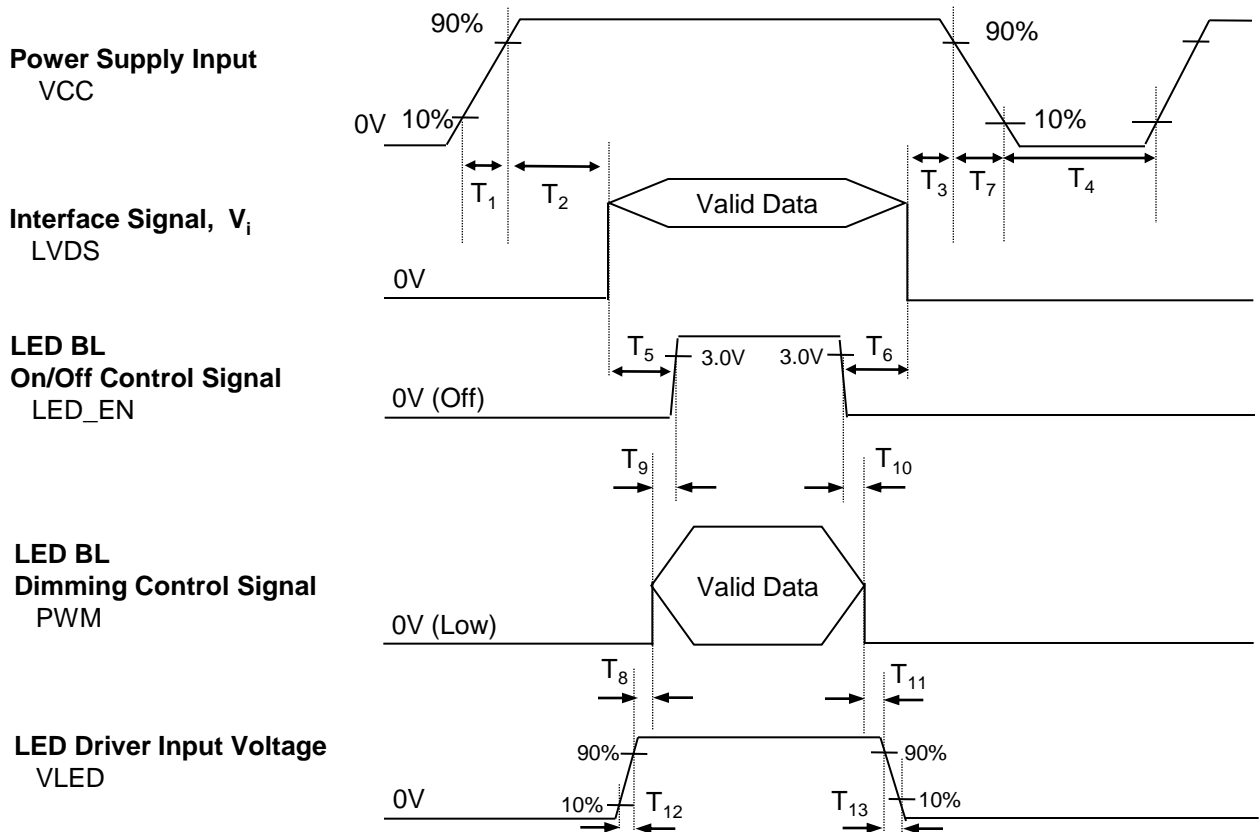 90%
90%
Power Supply Input
VCC
0V
10%
10%
T1
T2
T3
T7
T4
Interface Signal, Vi
LVDS
Valid Data
0V
LED BL
On/Off Control Signal
LED_EN
T5
3.0V
3.0V
T6
0V (Off)
T9
T10
LED BL
Dimming Control Signal
PWM
Valid Data
0V (Low)
T8
T11
LED Driver Input Voltage
VLED
90%
90%
0V
10%
T12
T13
10%